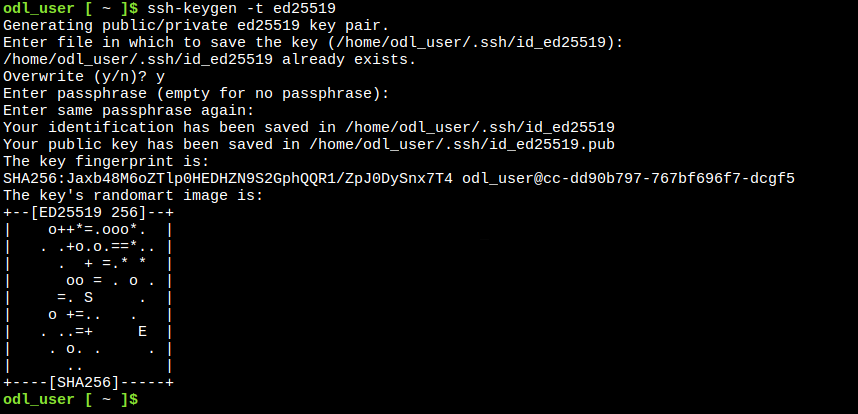 odl_user [ ~ ]$ ssh-keygen -t ed25519
Generating public/private ed25519 key pair.
Enter file in which to save the key (/home/odl_user/.ssh/id_ed25519):
/home/odl_user/.ssh/id_ed25519 already exists.
Overwrite (y/n)? y
Enter passphrase (empty for no passphrase):
Enter same passphrase again:
Your identification has been saved in /home/odl_user/.ssh/id_ed25519
Your public key has been saved in /home/odl_user/.ssh/id_ed25519.pub
The key fingerprint is:
SHA256:Jaxb48M6oZTlp0HEDHZN9S2GphQQR1/ZpJ0DySnx7T4 odl_user@cc-dd90b797-767bf696f7-dcgf5
The key's randomart image is:
+--[ED25519 256]--+
|    o++*=.ooo*.  |
|   . .+o.o.==*.. |
|     .  + =.* *  |
|      oo = . o . |
|     =. S     .  |
|    o +=..   .   |
|   . ..=+     E  |
|    . o. .     . |
|      ..         |
+----[SHA256]-----+
odl_user [ ~ ]$